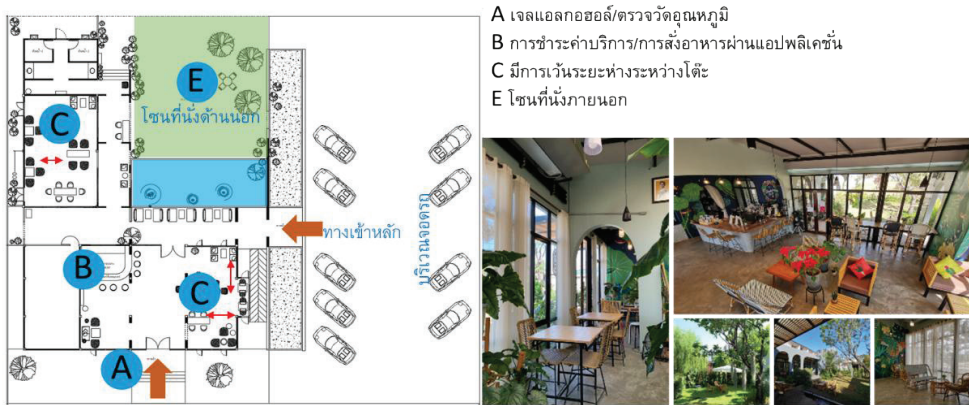 A เจลแอลกอฮอล์/ตรวจวัดอุณหภูมิ
B การชำระค่าบริการ/การสั่งอาหารผ่านแอปพลิเคชั่น
C มีการเว้นระยะห่างระหว่างโต๊ะ
E โซนที่นั่งภายนอก
E
โซนที่นั่งด้านนอก
C
ทางเข้าหลัก
บริเวณจอดรถ
B
C
A